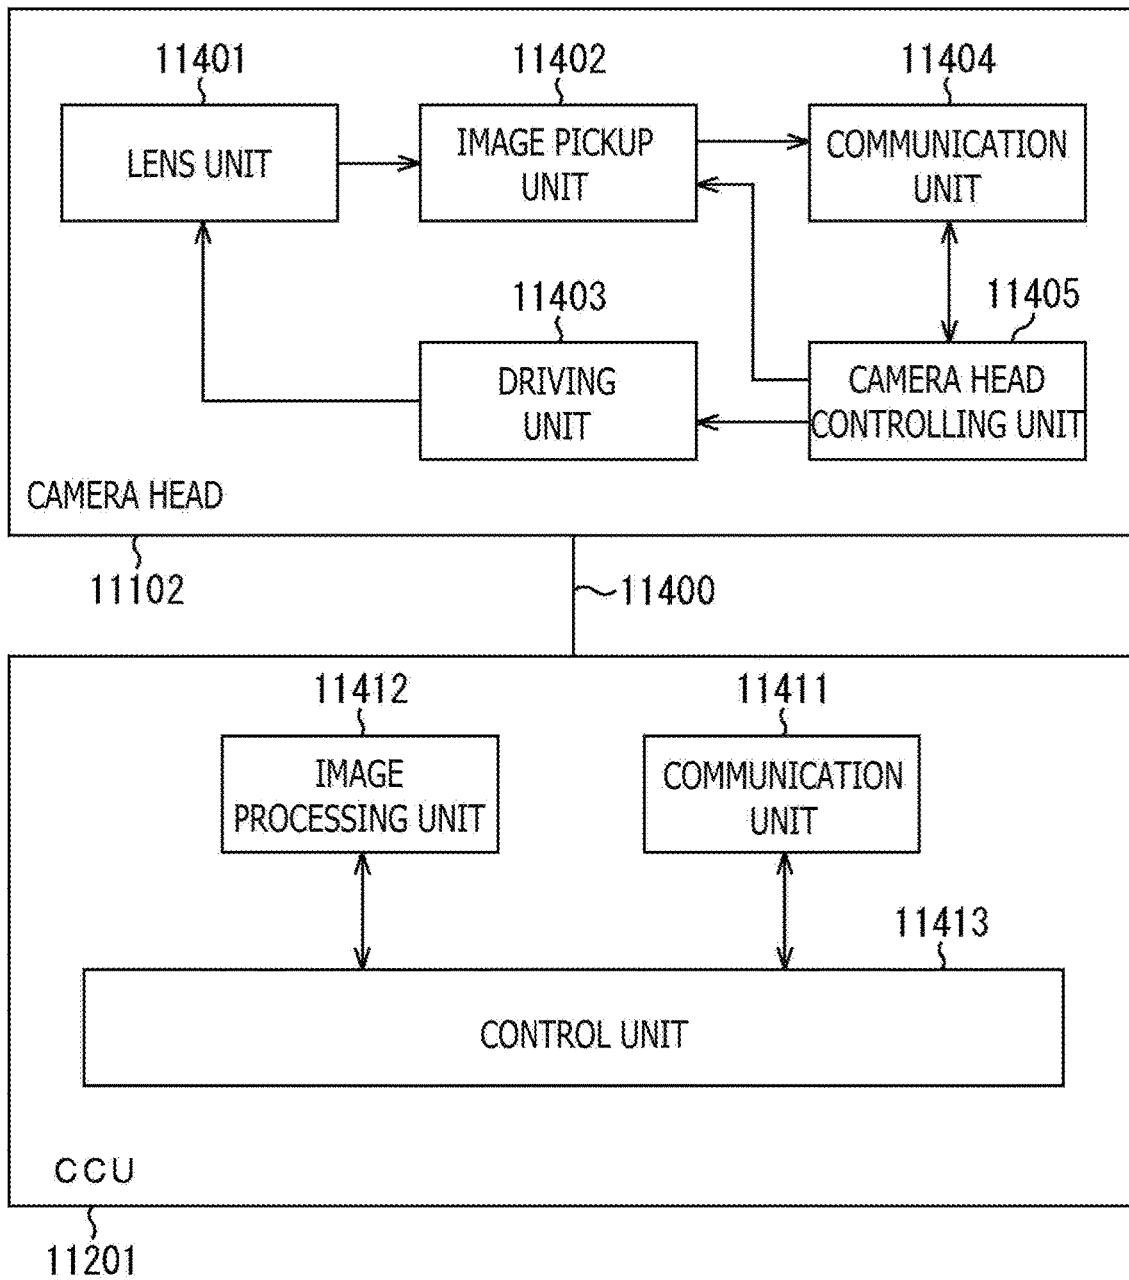 11401
11402
11404
LENS UNIT
IMAGE PICKUP
UNIT
COMMUNICATION
UNIT
11403
11405
DRIVING
UNIT
CAMERA HEAD
CONTROLLING UNIT
CAMERA HEAD
11102
11400
11412
11411
IMAGE
PROCESSING UNIT
COMMUNICATION
UNIT
11413
CONTROL UNIT
CCU
11201